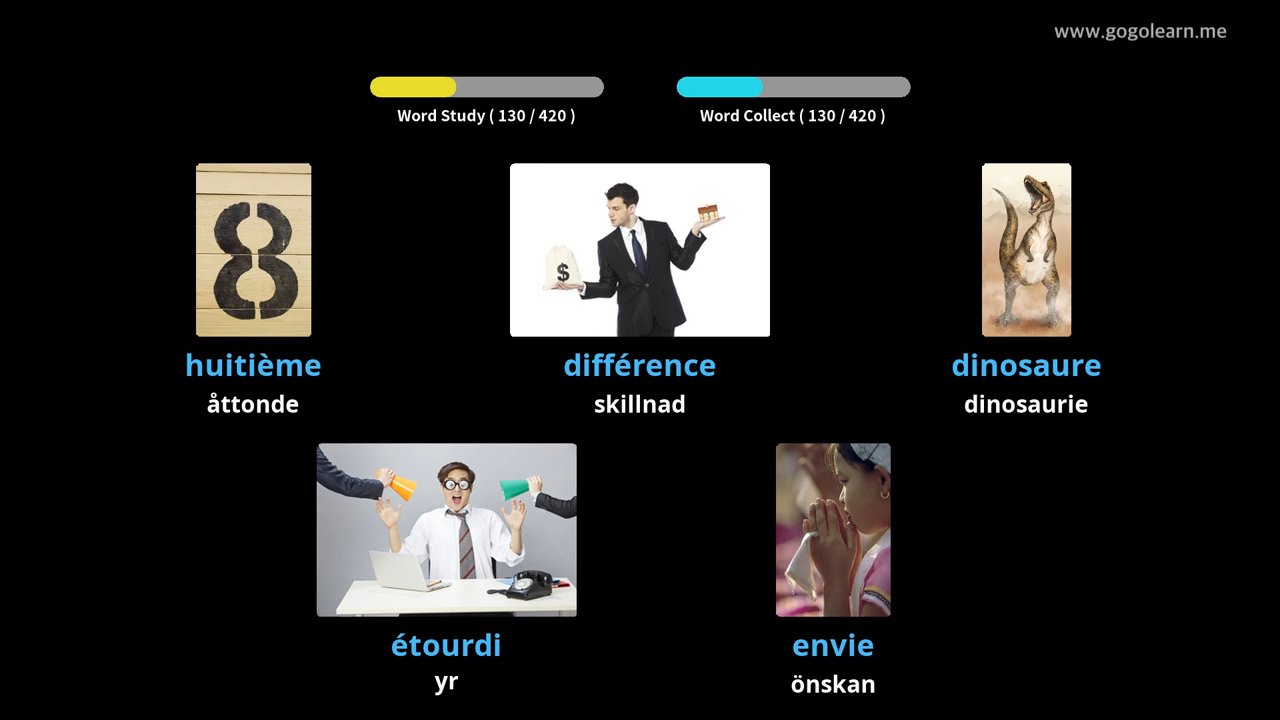 www.gogolearn.me
Word Study ( 130 / 420 )
Word Collect ( 130 / 420 )
8
$
huitième
différence
dinosaure
åttonde
skillnad
dinosaurie
étourdi
envie
yr
önskan